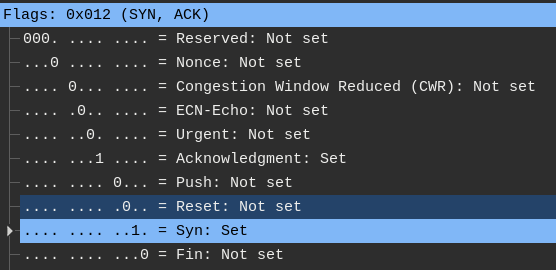 Flags: 0x012 (SYN, ACK)
000. .... .... = Reserved: Not set
...0 .... .... = Nonce: Not set
.... 0... .... = Congestion Window Reduced (CWR): Not set
.... .0.. .... = ECN-Echo: Not set
.... ..0. .... = Urgent: Not set
.... ...1 .... = Acknowledgment: Set
.... .... 0... = Push: Not set
.... .... .0.. = Reset: Not set
.... .... ..1. = Syn: Set
.... .... ...0 = Fin: Not set